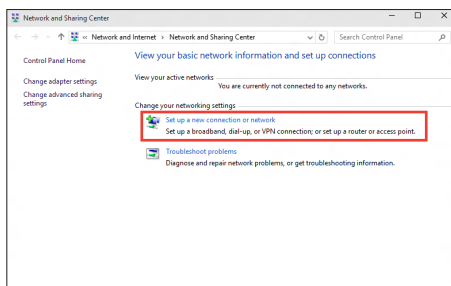 Network and Sharing Center
« Network and Internet › Network and Sharing Center
Search Control Panel
Control Panel Home
View your basic network information and set up connections
Change adapter settings
Change advanced sharing
settings
View your active networks
You are currently not connected to any networks.
Change your networking settings
Set up a new connection or network
Set up a broadband, dial-up, or VPN connection; or set up a router or access point.
Troubleshoot problems
Diagnose and repair network problems, or get troubleshooting information.